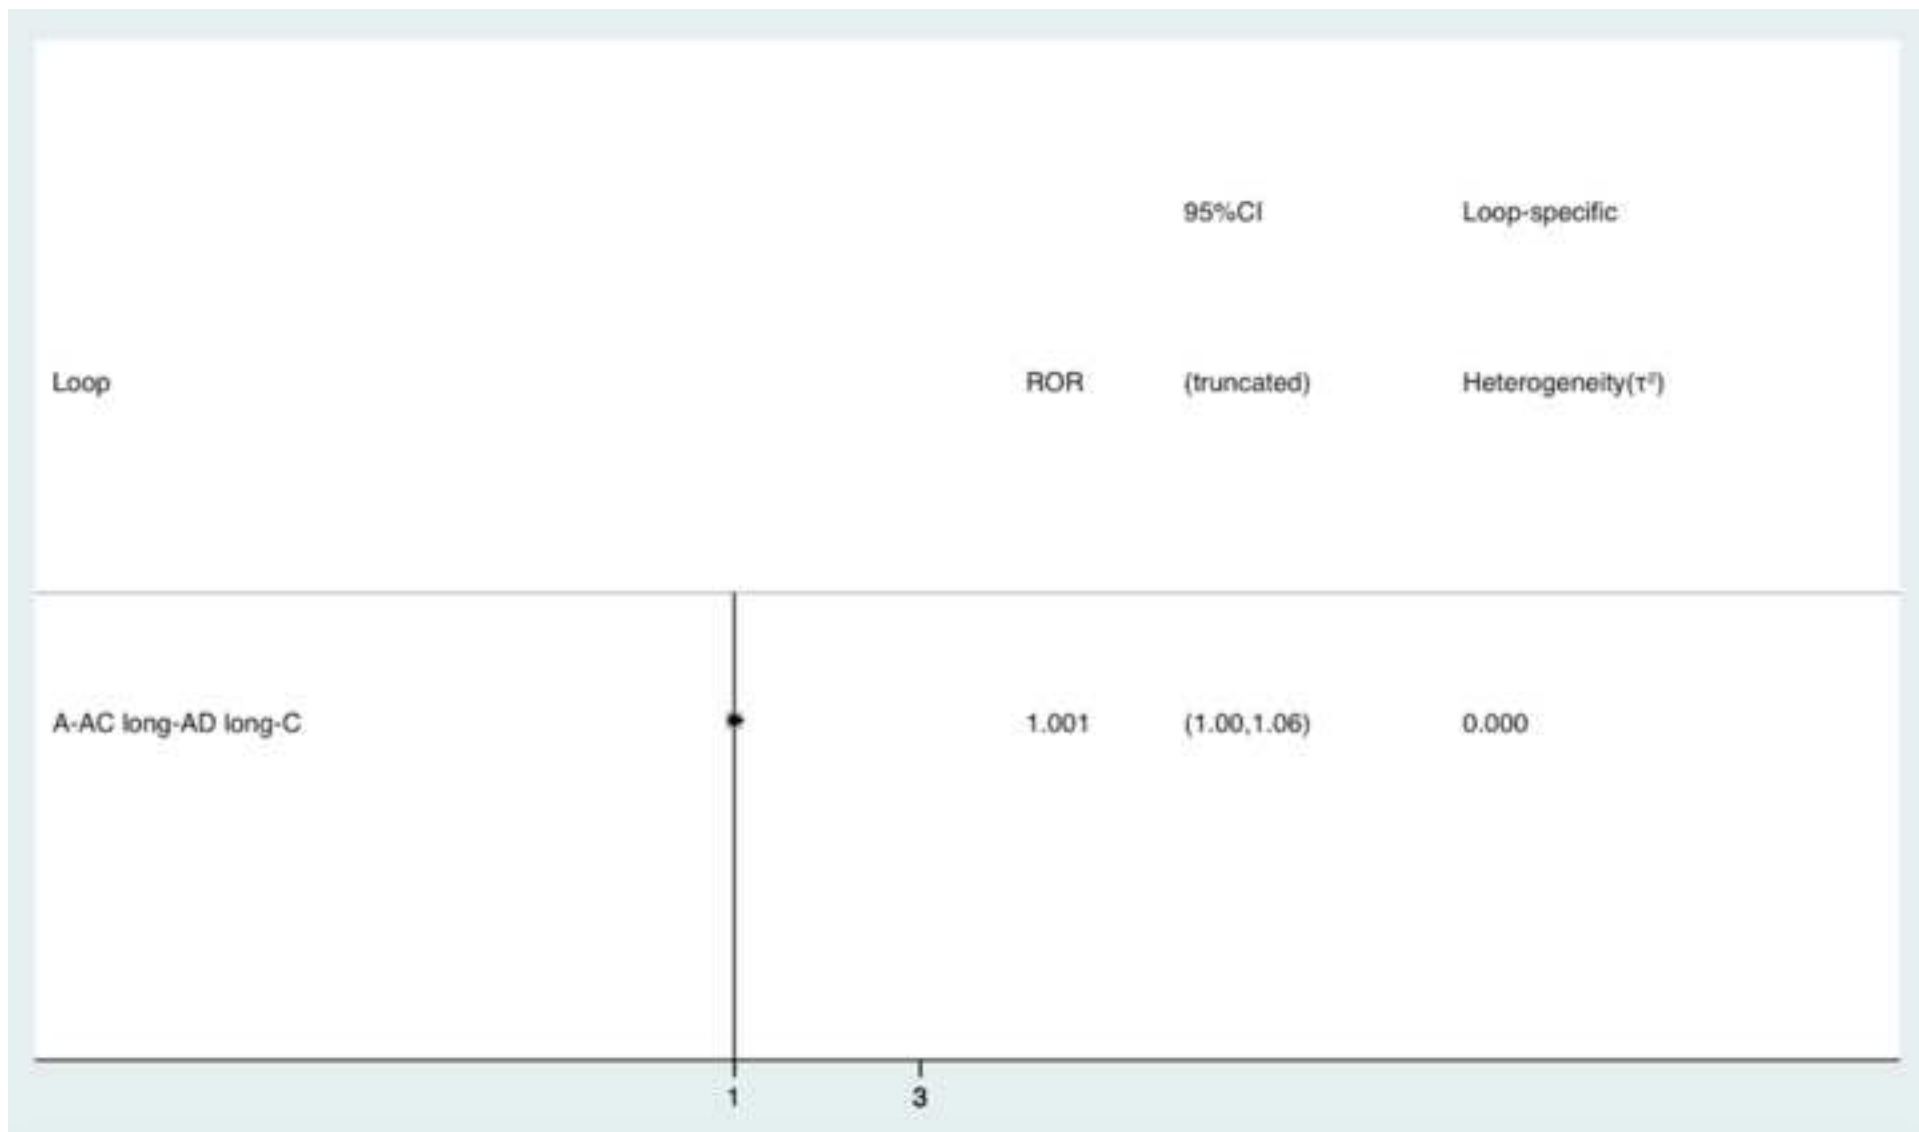 95%CI Loop-specific
Loop ROR (truncated) Heterogeneity(τ²)
A-AC long-AD long-C 1.001 (1.00,1.06) 0.000
1 3